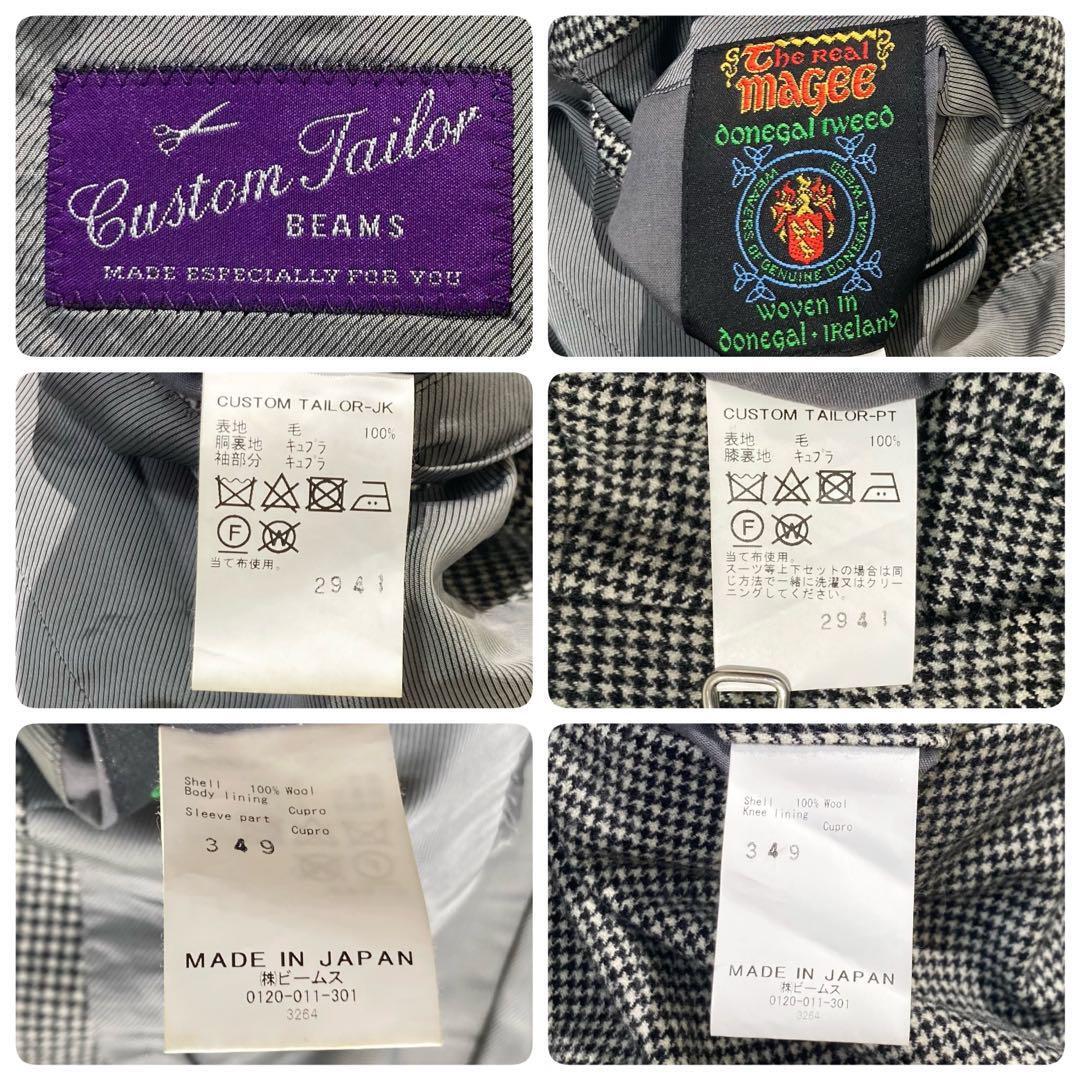 Custom Tailor
BEAMS
MADE ESPECIALLY FOR YOU
The Real
MAGEE
donegal tweed
WEAVERS OF GENUINE DONEGAL TWEED
WOVEN IN
donegal · IReland
CUSTOM TAILOR-JK
表地 毛 100%
胴裏地 キュプラ
袖部分 キュプラ
F W
当て布使用。
2941
CUSTOM TAILOR-PT
表地 毛 100%
膝裏地 キュプラ
F W
当て布使用。
スーツ等上下セットの場合は同
じ方法で一緒に洗濯又はクリー
ニングしてください。
2941
Shell 100% Wool
Body lining
Cupro
Sleeve part
Cupro
349
MADE IN JAPAN
㈱ビームス
0120-011-301
3264
Shell 100% Wool
Knee lining
Cupro
349
MADE IN JAPAN
㈱ビームス
0120-011-301
3264